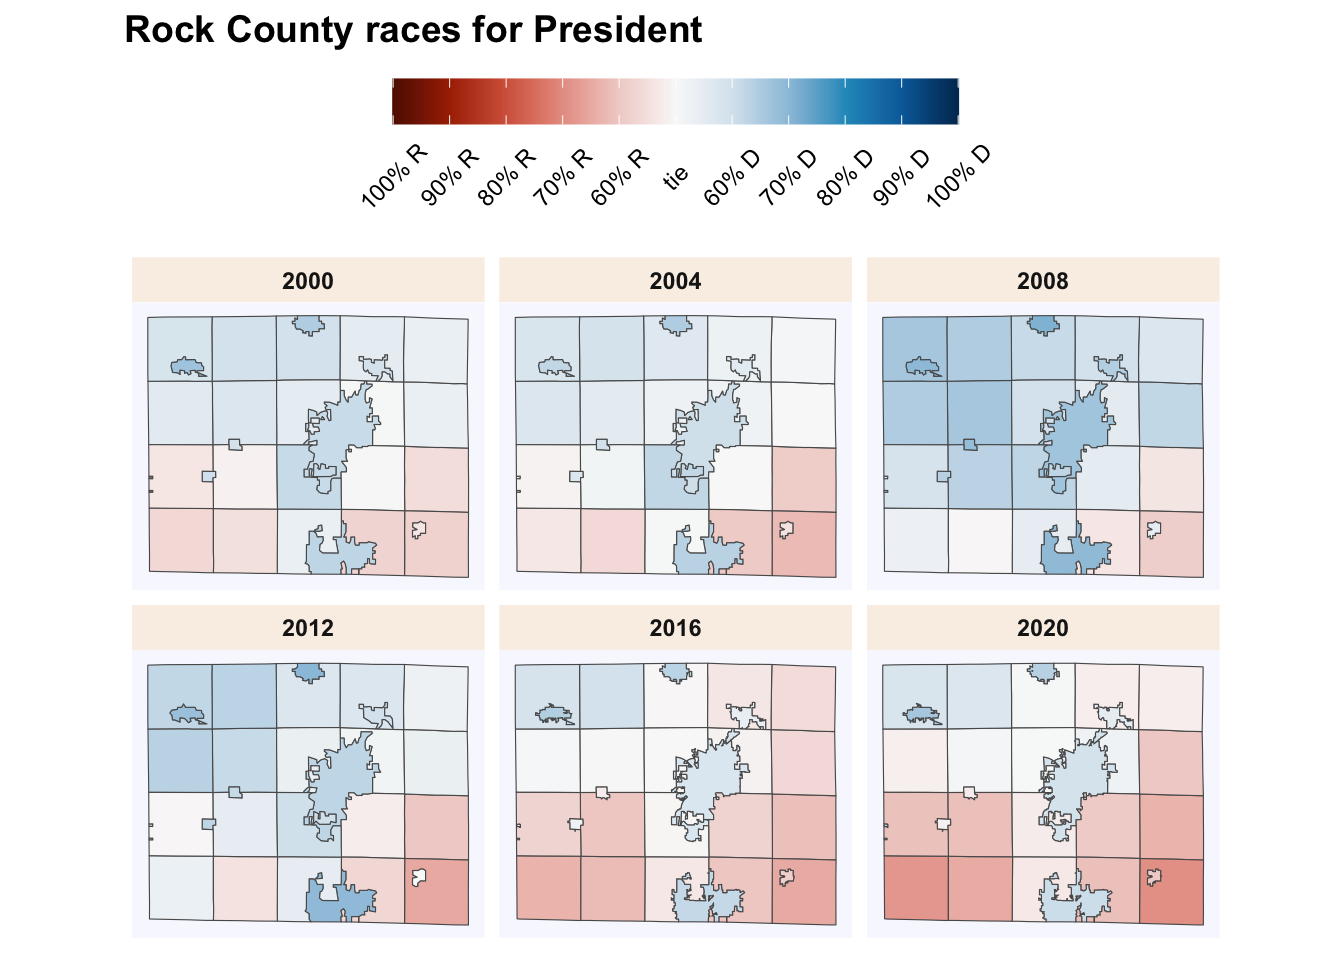 Rock County races for President
100% R 90% R 80% R 70% R 60% R tie 60% D 70% D 80% D 90% D 100% D
2000 2004 2008
2012 2016 2020